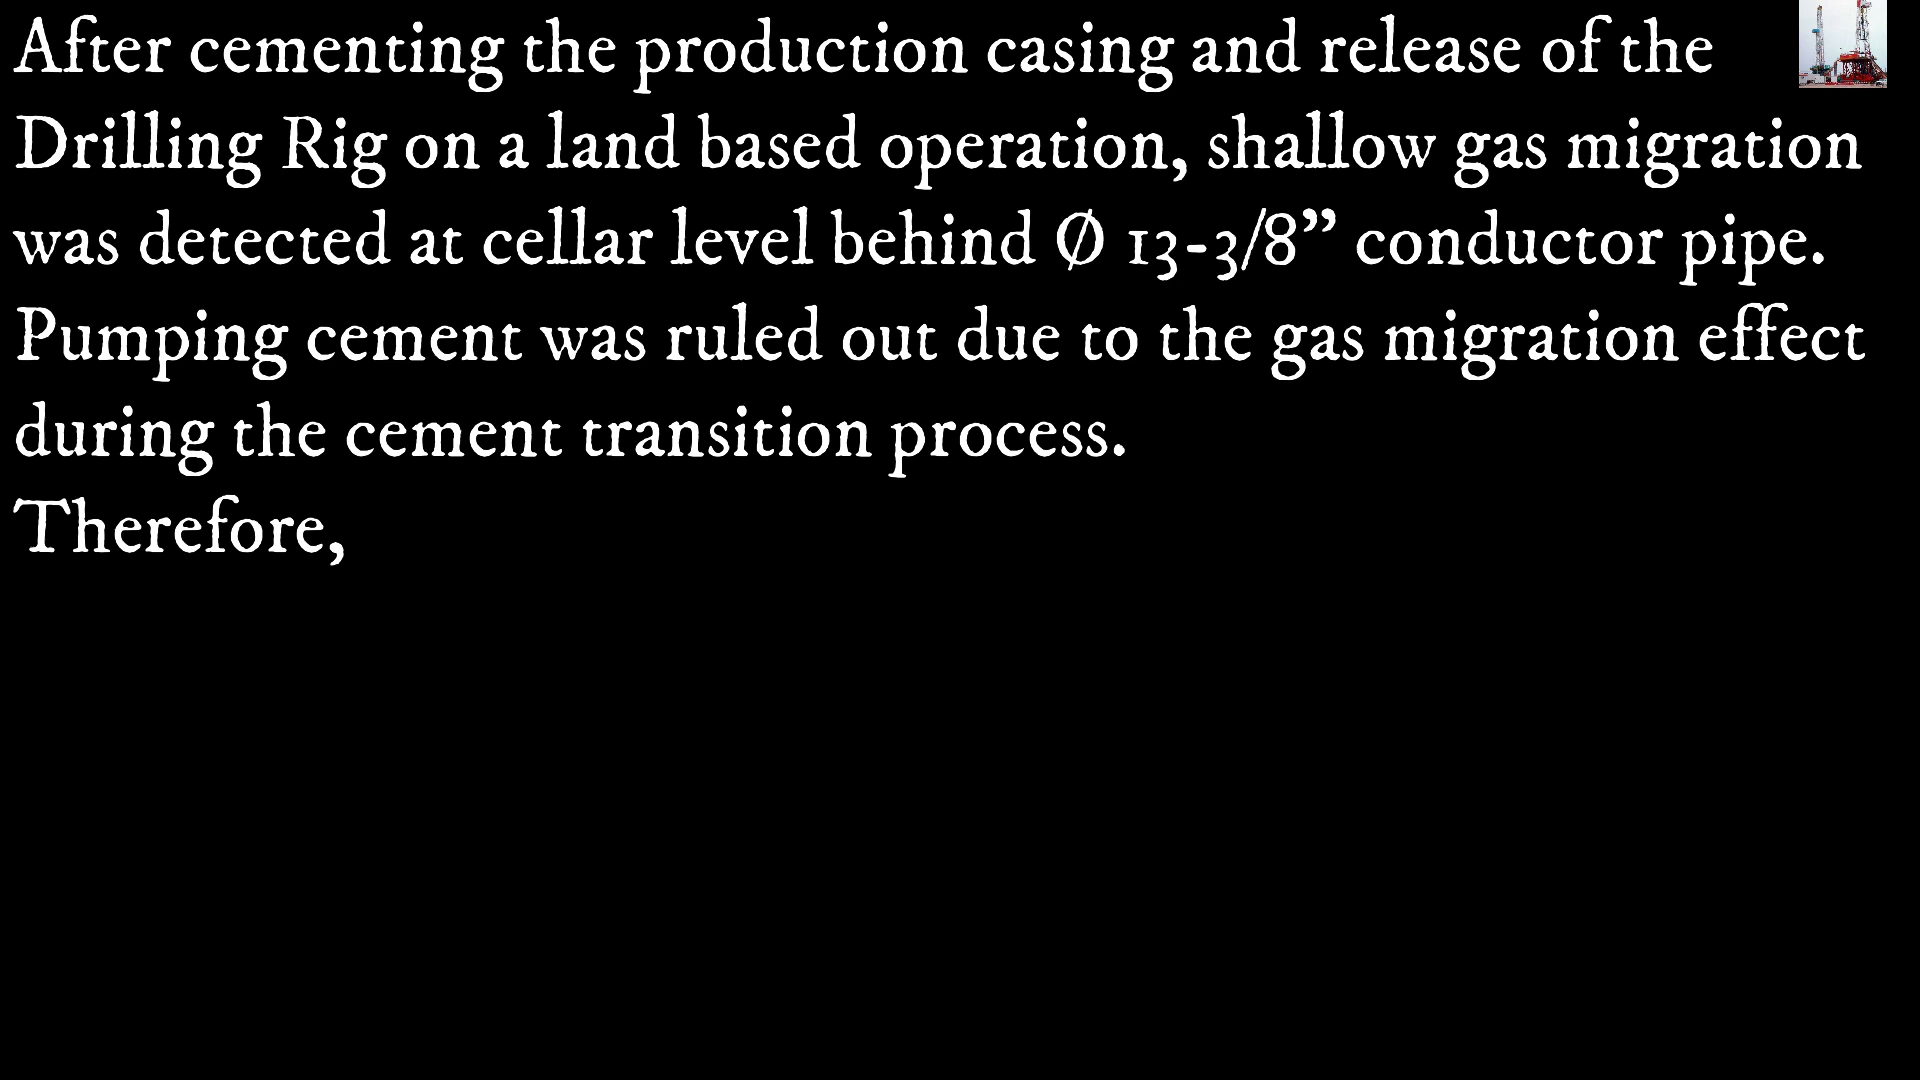 After cementing the production casing and release of the
Drilling Rig on a land based operation, shallow gas migration
was detected at cellar level behind Ø 13-3/8” conductor pipe.
Pumping cement was ruled out due to the gas migration effect
during the cement transition process.
Therefore,